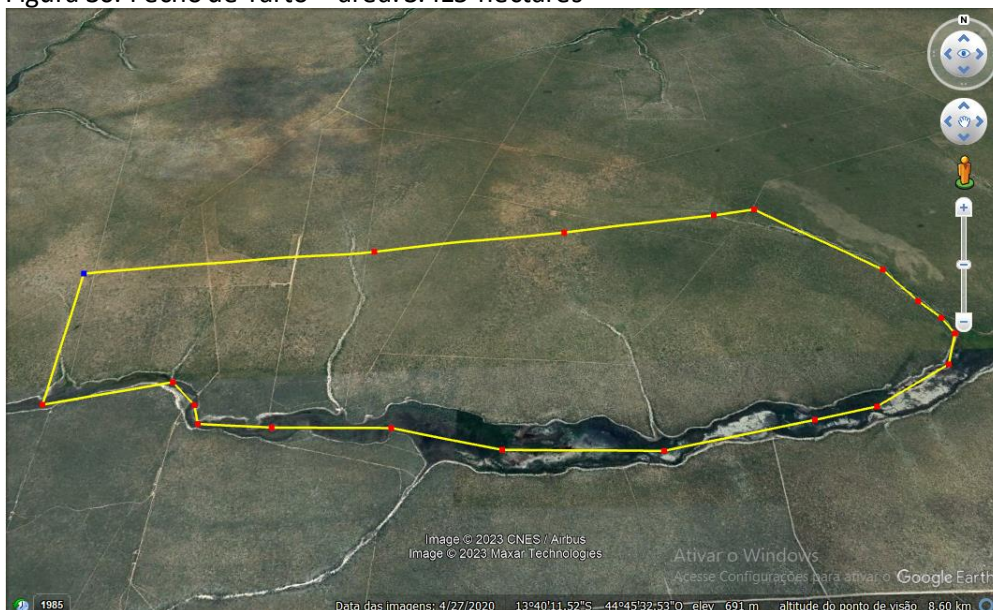 N
Image © 2023 CNES / Airbus
Image © 2023 Maxar Technologies
Ativar o Windows
Acesse Configurações para ativar o
Google Earth
1985
Data das imagens: 4/27/2020 13°40'11.52"S 44°45'32.53"O elev 691 m altitude do ponto de visão 8.60 km